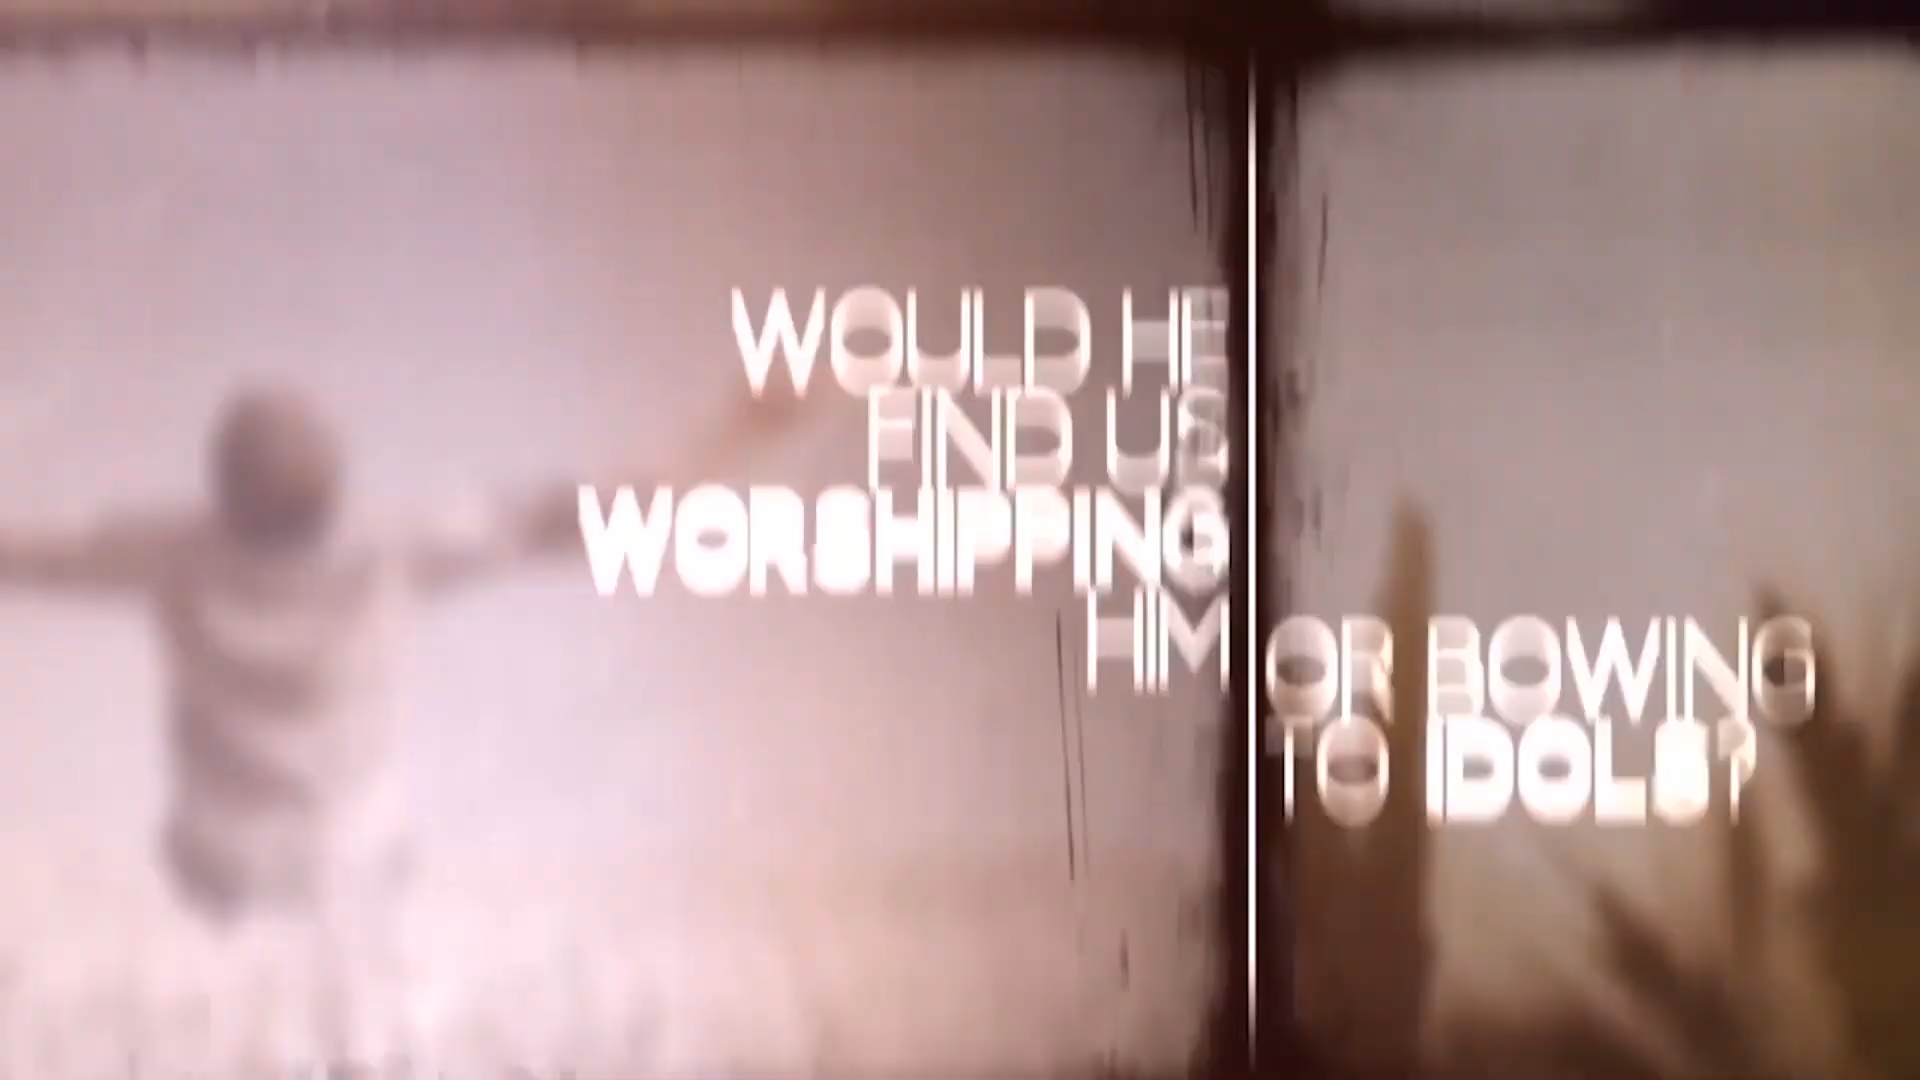 WOULD HE
FIND US
WORSHIPPING
HIM
OR BOWING
TO IDOLS?